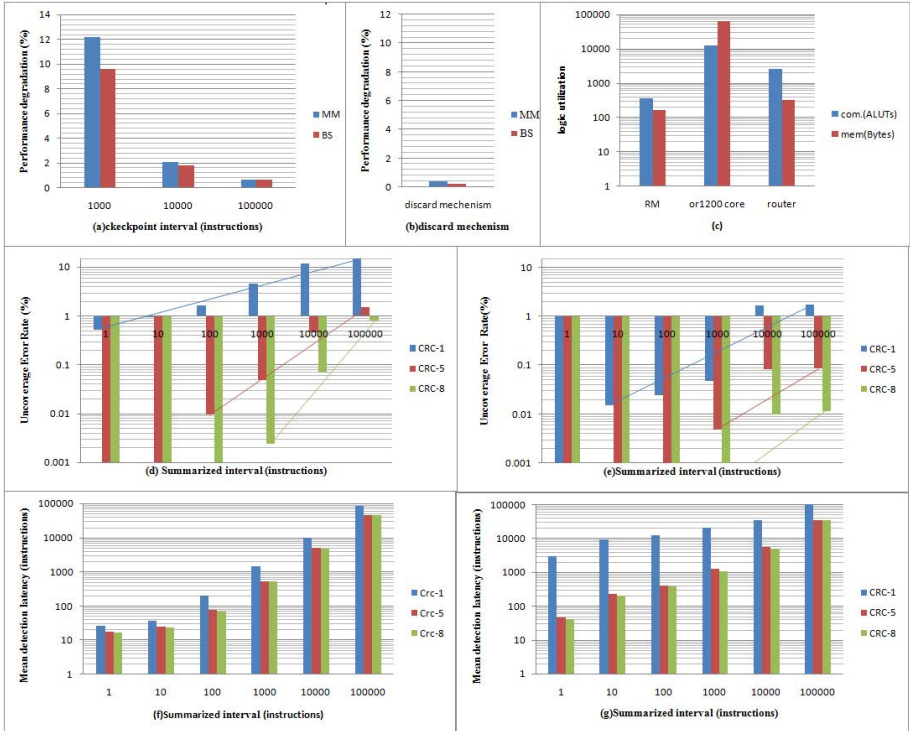 Performance degradation (%)
14
12
10
8
6
4
2
0
1000
10000
100000
MM
BS
(a)ckeckpoint interval (instructions)
Performance degradation (%)
12
10
8
6
4
2
0
discard mechenism
MM
BS
(b)discard mechenism
logic utilization
100000
10000
1000
100
10
1
RM
or1200 core
router
com.(ALUTs)
mem(Bytes)
(c)
Uncoverage Error Rate (%)
10
1
0.1
0.01
0.001
1
10
100
1000
10000
100000
CRC-1
CRC-5
CRC-8
(d) Summarized interval (instructions)
Uncoverage Error Rate(%)
10
1
0.1
0.01
0.001
1
10
100
1000
10000
100000
CRC-1
CRC-5
CRC-8
(e)Summarized interval (instructions)
Mean detection latency (instructions)
100000
10000
1000
100
10
1
1
10
100
1000
10000
100000
Crc-1
Crc-5
Crc-8
(f)Summarized interval (instructions)
Mean detection latency (instructions)
100000
10000
1000
100
10
1
1
10
100
1000
10000
100000
CRC-1
CRC-5
CRC-8
(g)Summarized interval (instructions)